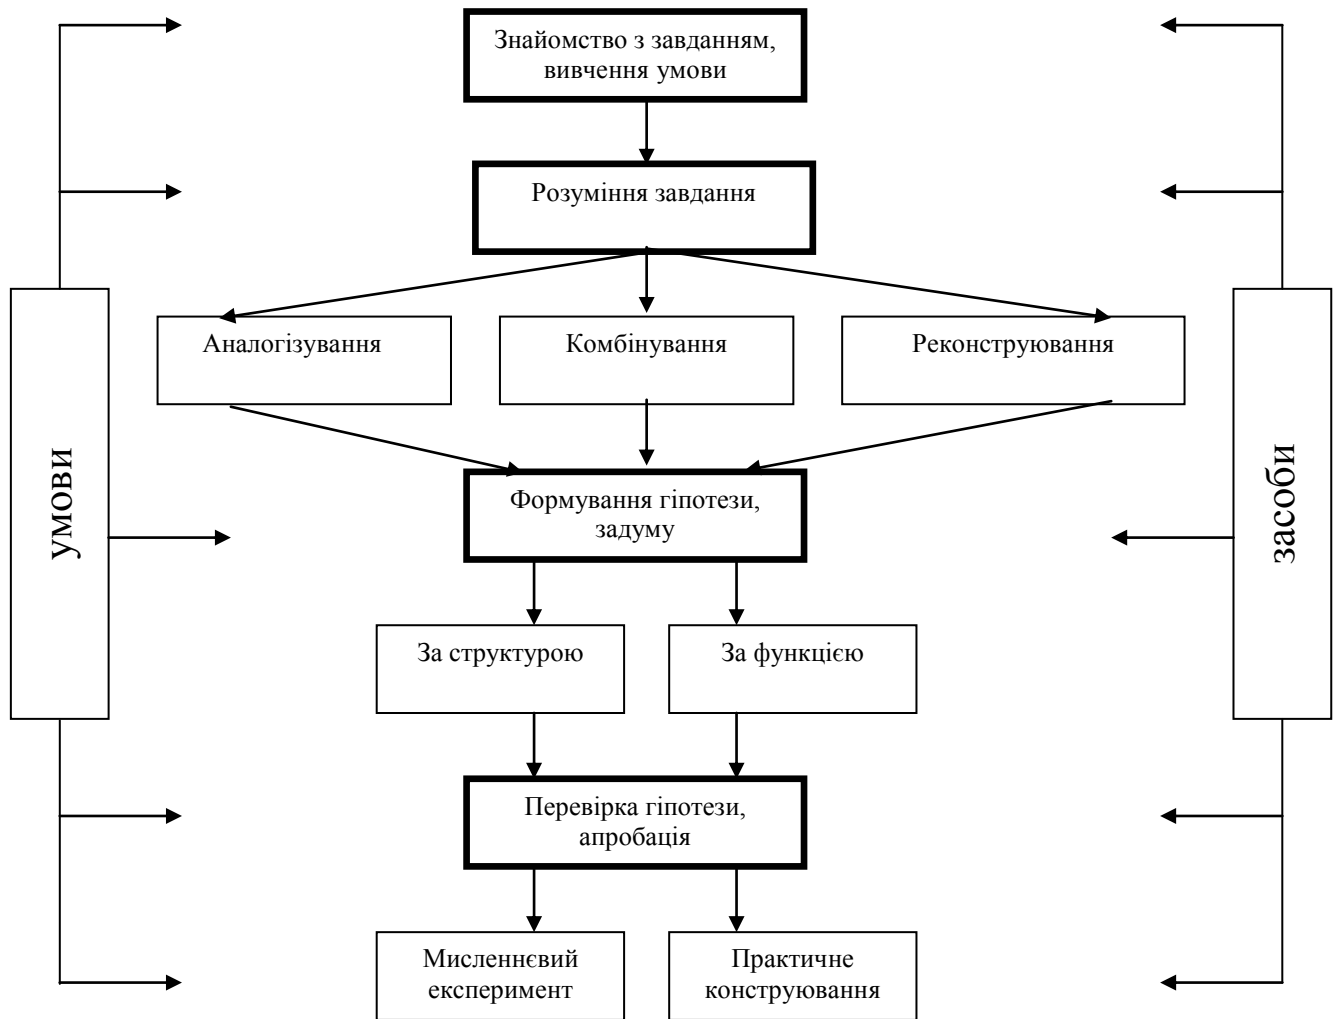 Знайомство з завданням,
вивчення умови
Розуміння завдання
Аналогізування
Комбінування
Реконструювання
умови
засоби
Формування гіпотези,
задуму
За структурою
За функцією
Перевірка гіпотези,
апробація
Мисленнєвий
експеримент
Практичне
конструювання